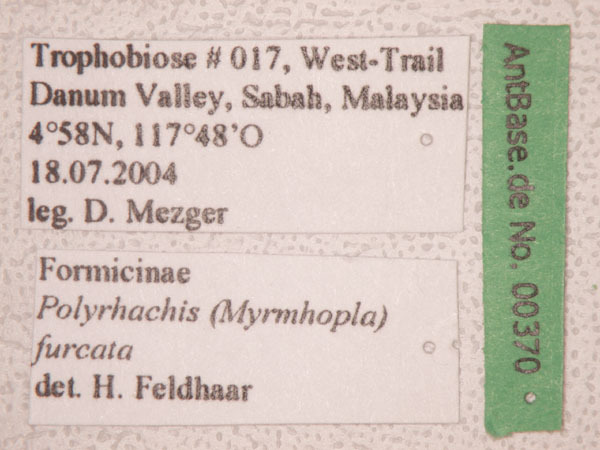 Trophobiose # 017, West-Trail
Danum Valley, Sabah, Malaysia
4°58N, 117°48'O
18.07.2004
leg. D. Mezger
Formicinae
Polyrhachis (Myrmhopla)
furcata
det. H. Feldhaar
AntBase.de No. 00370